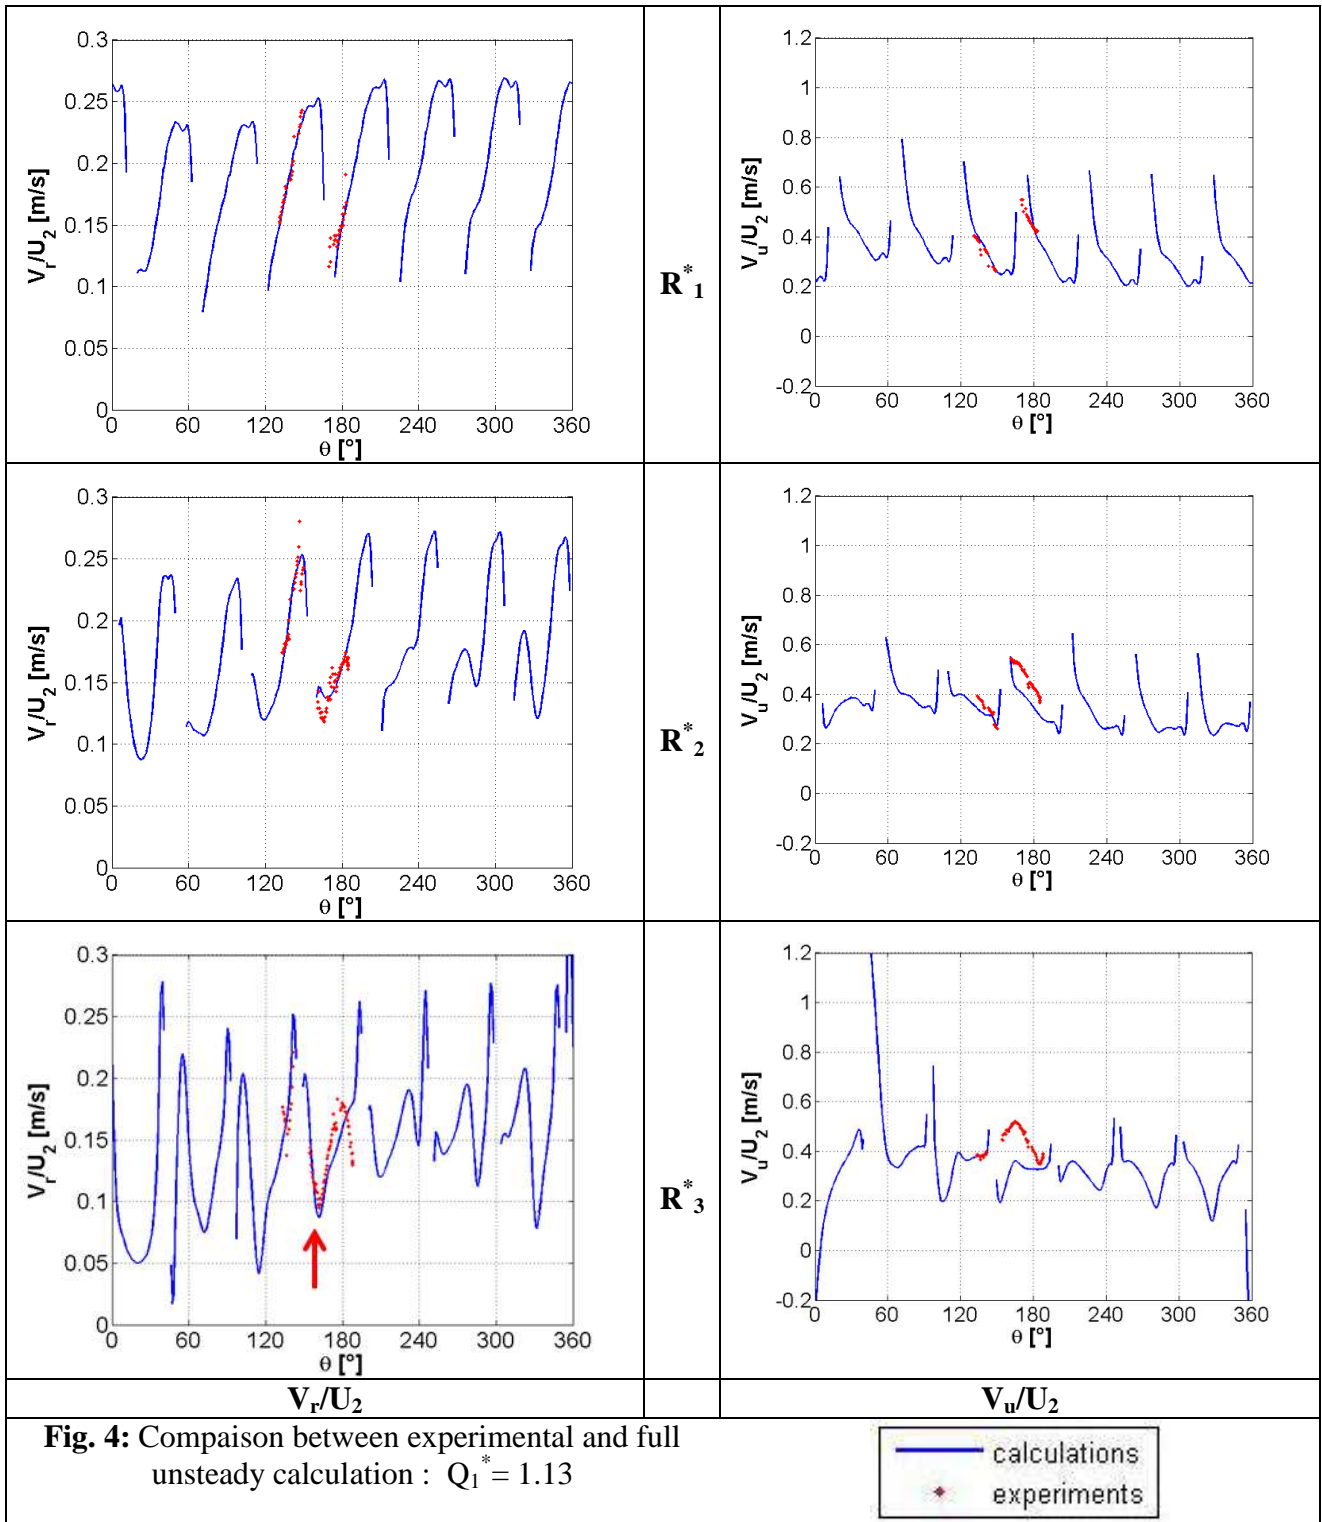 0.3
0.25
0.2
0.15
0.1
0.05
0
V_r/U_2 [m/s]
0 60 120 180 240 300 360
θ [°]
R*_1
1.2
1
0.8
0.6
0.4
0.2
0
-0.2
V_u/U_2 [m/s]
0 60 120 180 240 300 360
θ [°]
0.3
0.25
0.2
0.15
0.1
0.05
0
V_r/U_2 [m/s]
0 60 120 180 240 300 360
θ [°]
R*_2
1.2
1
0.8
0.6
0.4
0.2
0
-0.2
V_u/U_2 [m/s]
0 60 120 180 240 300 360
θ [°]
0.3
0.25
0.2
0.15
0.1
0.05
0
V_r/U_2 [m/s]
0 60 120 180 240 300 360
θ [°]
R*_3
1.2
1
0.8
0.6
0.4
0.2
0
-0.2
V_u/U_2 [m/s]
0 60 120 180 240 300 360
θ [°]
V_r/U_2
V_u/U_2
Fig. 4: Compaison between experimental and full
unsteady calculation : Q_1* = 1.13
calculations
experiments